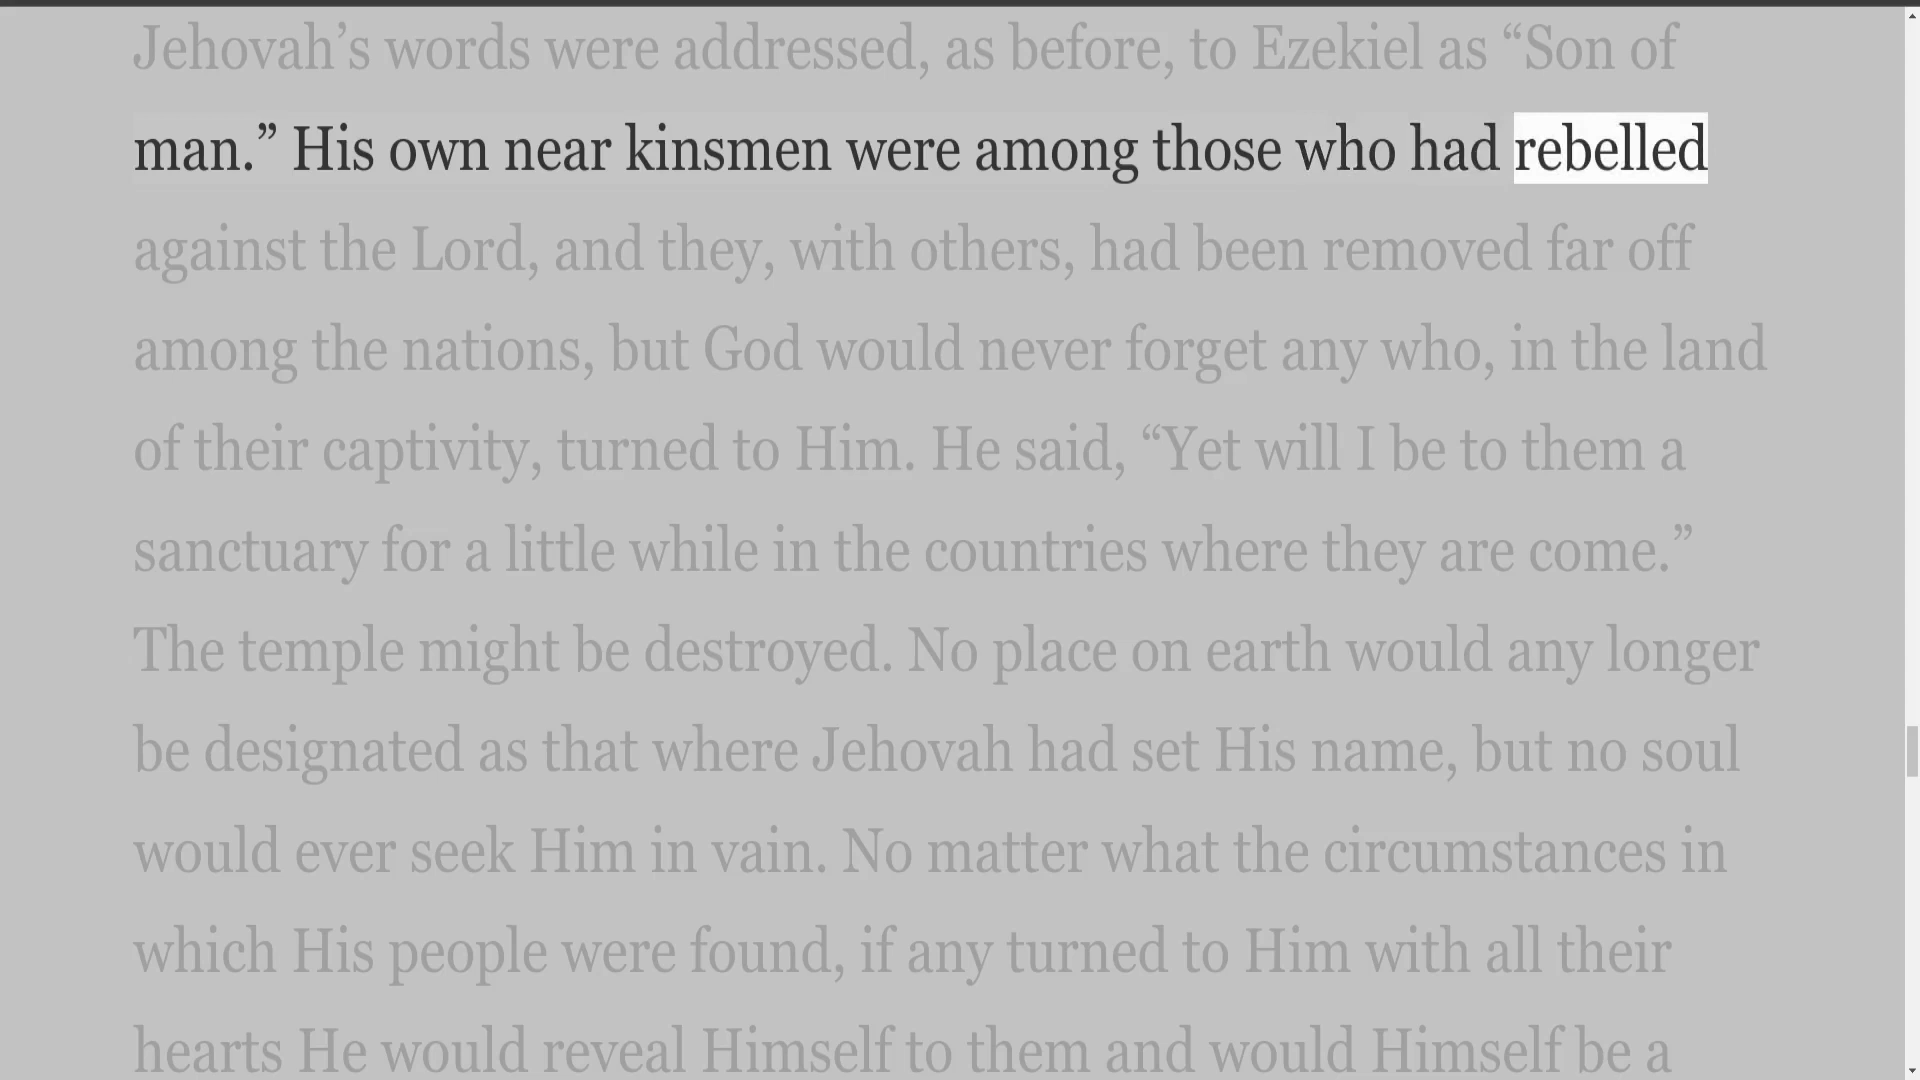 Jehovah’s words were addressed, as before, to Ezekiel as “Son of
man.” His own near kinsmen were among those who had rebelled
against the Lord, and they, with others, had been removed far off
among the nations, but God would never forget any who, in the land
of their captivity, turned to Him. He said, “Yet will I be to them a
sanctuary for a little while in the countries where they are come.”
The temple might be destroyed. No place on earth would any longer
be designated as that where Jehovah had set His name, but no soul
would ever seek Him in vain. No matter what the circumstances in
which His people were found, if any turned to Him with all their
hearts He would reveal Himself to them and would Himself be a